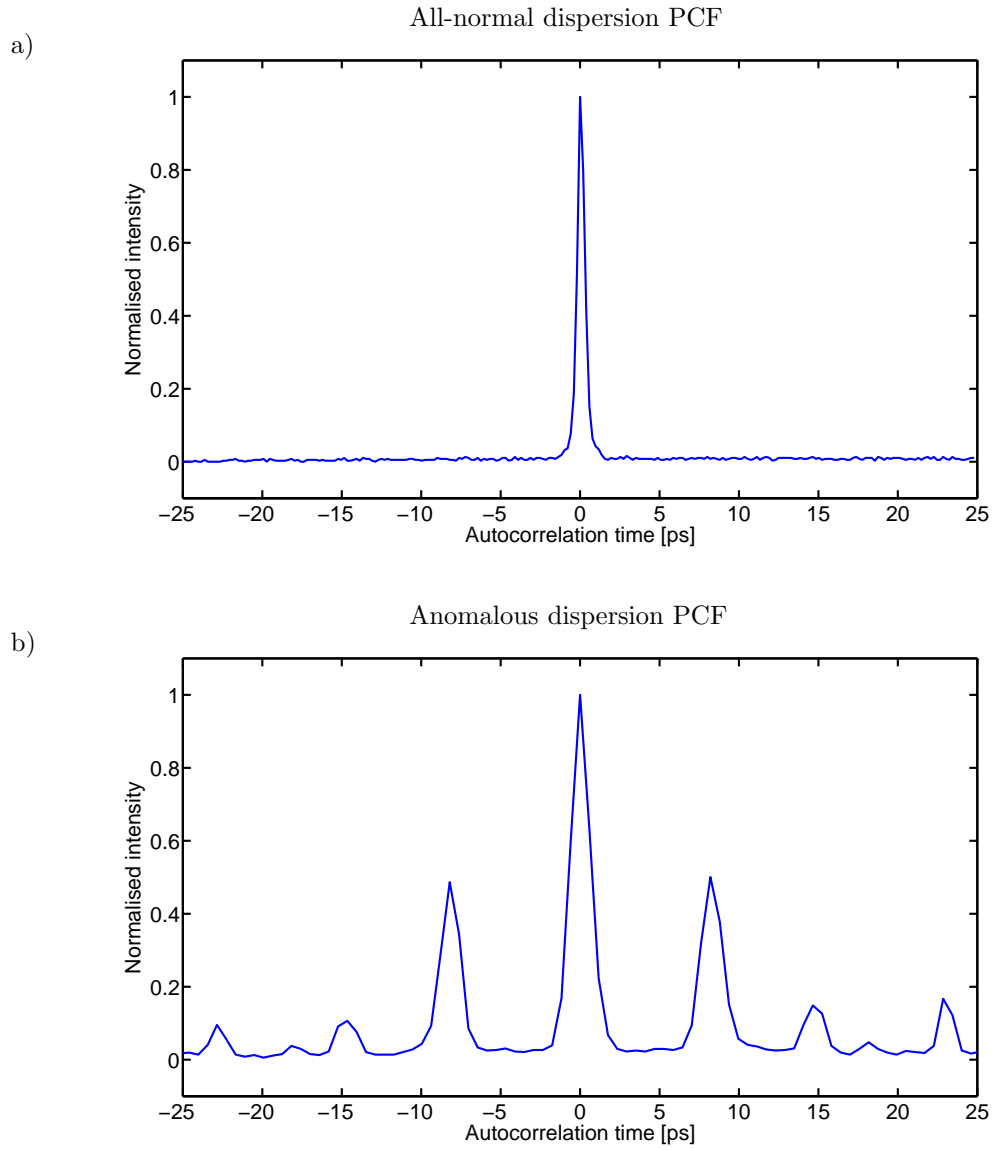 All-normal dispersion PCF
a)
1
0.8
0.6
0.4
0.2
0
Normalised intensity
−25 −20 −15 −10 −5 0 5 10 15 20 25
Autocorrelation time [ps]
Anomalous dispersion PCF
b)
1
0.8
0.6
0.4
0.2
0
Normalised intensity
−25 −20 −15 −10 −5 0 5 10 15 20 25
Autocorrelation time [ps]